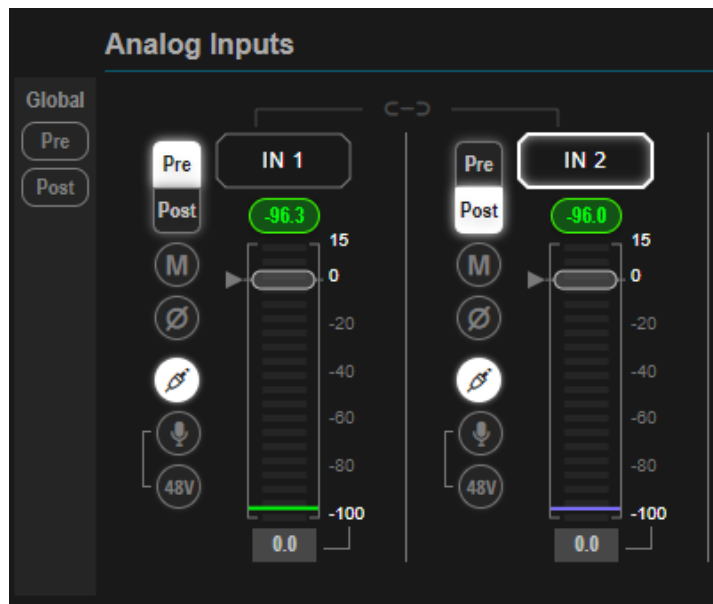 Analog Inputs
Global
Pre
Post
Pre
Post
IN 1
-96.3
M
Ø
48V
15
0
-20
-40
-60
-80
-100
0.0
Pre
Post
IN 2
-96.0
M
Ø
48V
15
0
-20
-40
-60
-80
-100
0.0